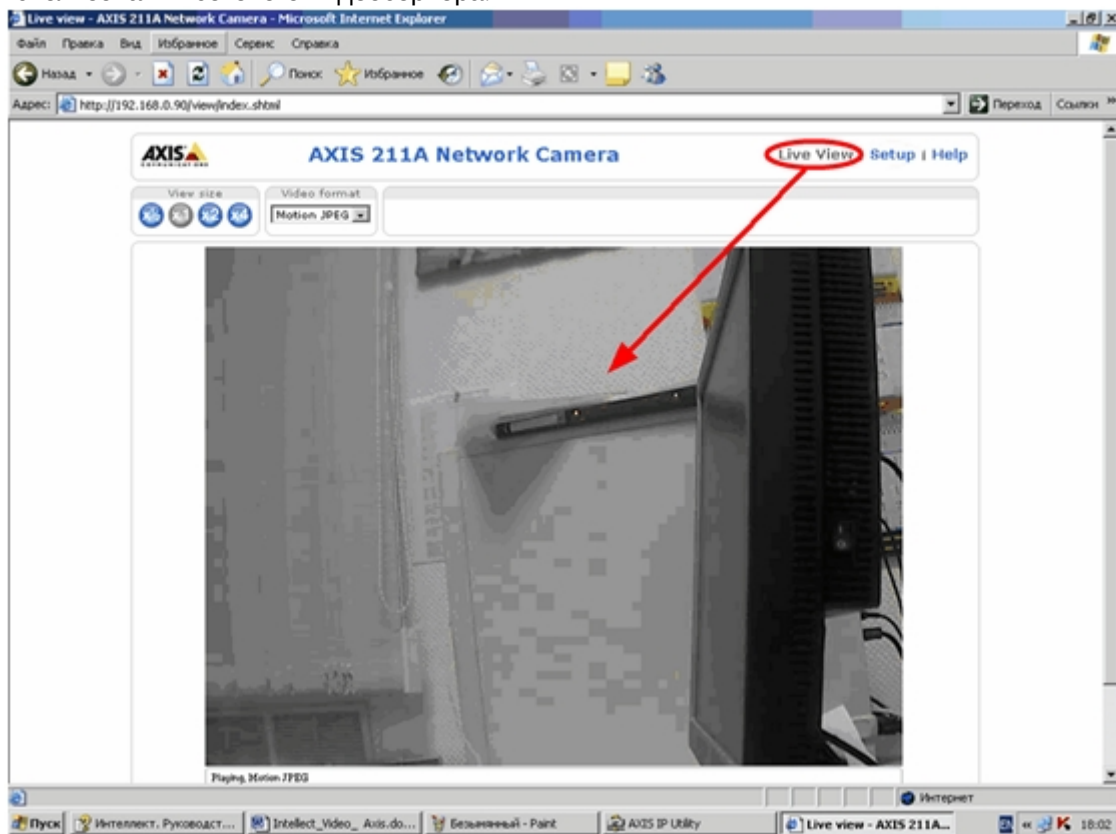 Live view - AXIS 211A Network Camera - Microsoft Internet Explorer
Файл Правка Вид Избранное Сервис Справка
Назад Поиск Избранное
Адрес: http://192.168.0.90/view/index.shtml Переход Ссылки »
AXIS
COMMUNICATIONS
AXIS 211A Network Camera
Live View | Setup | Help
View size Video format
x2 x4 Motion JPEG
Playing, Motion JPEG
Интернет
Пуск Интеллект. Руководст... Intellect_Video_ Axis.do... Безымянный - Paint AXIS IP Utility Live view - AXIS 211A... « K 18:02